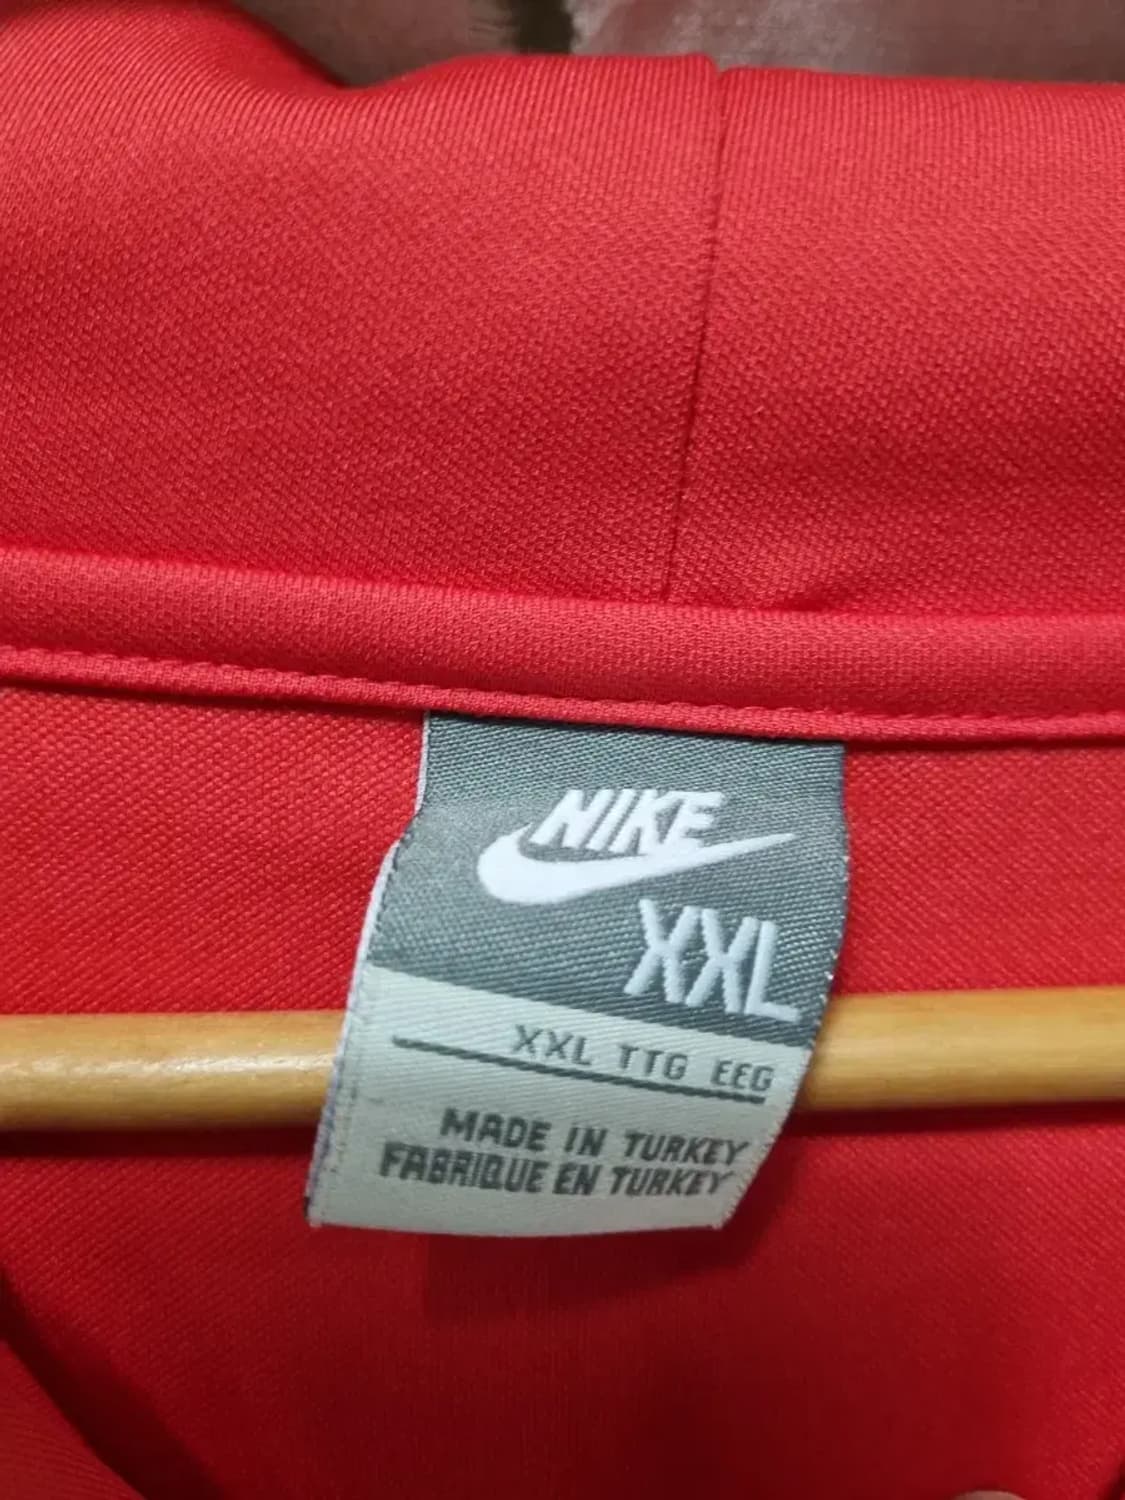 NIKE
XXL
XXL TTG EEG
MADE IN TURKEY
FABRIQUE EN TURKEY